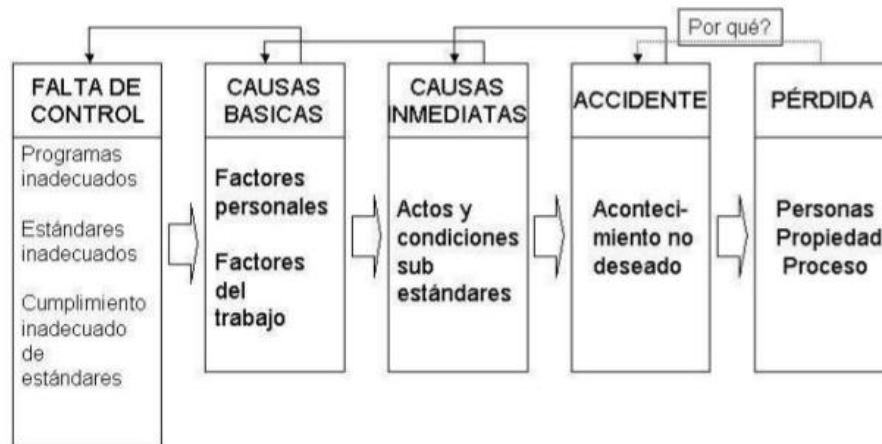 Por qué?
FALTA DE
CONTROL
Programas
inadecuados
Estándares
inadecuados
Cumplimiento
inadecuado
de
estándares
CAUSAS
BASICAS
Factores
personales
Factores
del
trabajo
CAUSAS
INMEDIATAS
Actos y
condiciones
sub
estándares
ACCIDENTE
Aconteci-
miento no
deseado
PÉRDIDA
Personas
Propiedad
Proceso